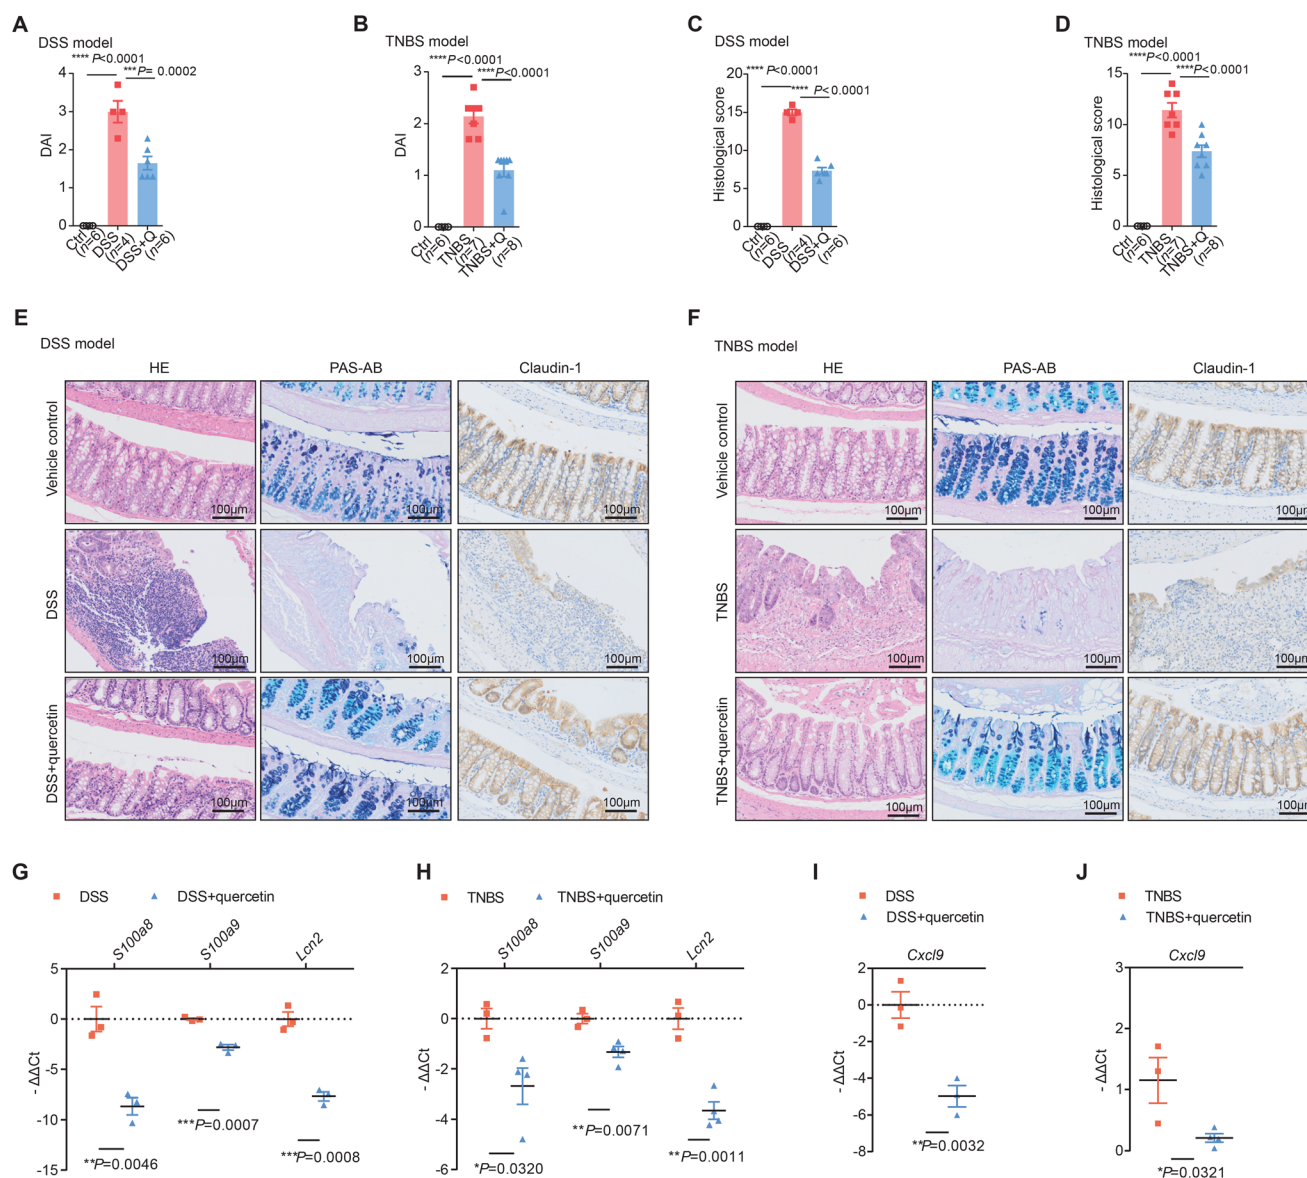 A
DSS model
**** P<0.0001
*** P= 0.0002
DAI
4
3
2
1
0
Ctrl
(n=6)
DSS
(n=4)
DSS+Q
(n=6)
B
TNBS model
****P<0.0001
****P<0.0001
DAI
3
2
1
0
Ctrl
(n=6)
TNBS
(n=7)
TNBS+Q
(n=8)
C
DSS model
**** P<0.0001
**** P<0.0001
Histological score
20
15
10
5
0
Ctrl
(n=6)
DSS
(n=4)
DSS+Q
(n=6)
D
TNBS model
****P<0.0001
****P<0.0001
Histological score
15
10
5
0
Ctrl
(n=6)
TNBS
(n=7)
TNBS+Q
(n=8)
E
DSS model
HE
PAS-AB
Claudin-1
Vehicle control
100μm
100μm
100μm
DSS
100μm
100μm
100μm
DSS+quercetin
100μm
100μm
100μm
F
TNBS model
HE
PAS-AB
Claudin-1
Vehicle control
100μm
100μm
100μm
TNBS
100μm
100μm
100μm
TNBS+quercetin
100μm
100μm
100μm
G
DSS
DSS+quercetin
S100a8
S100a9
Lcn2
- ΔΔCt
5
0
-5
-10
-15
**P=0.0046
***P=0.0007
***P=0.0008
H
TNBS
TNBS+quercetin
S100a8
S100a9
Lcn2
- ΔΔCt
2
0
-2
-4
-6
*P=0.0320
**P=0.0071
**P=0.0011
I
DSS
DSS+quercetin
Cxcl9
- ΔΔCt
2
0
-2
-4
-6
-8
**P=0.0032
J
TNBS
TNBS+quercetin
Cxcl9
- ΔΔCt
3
2
1
0
*P=0.0321